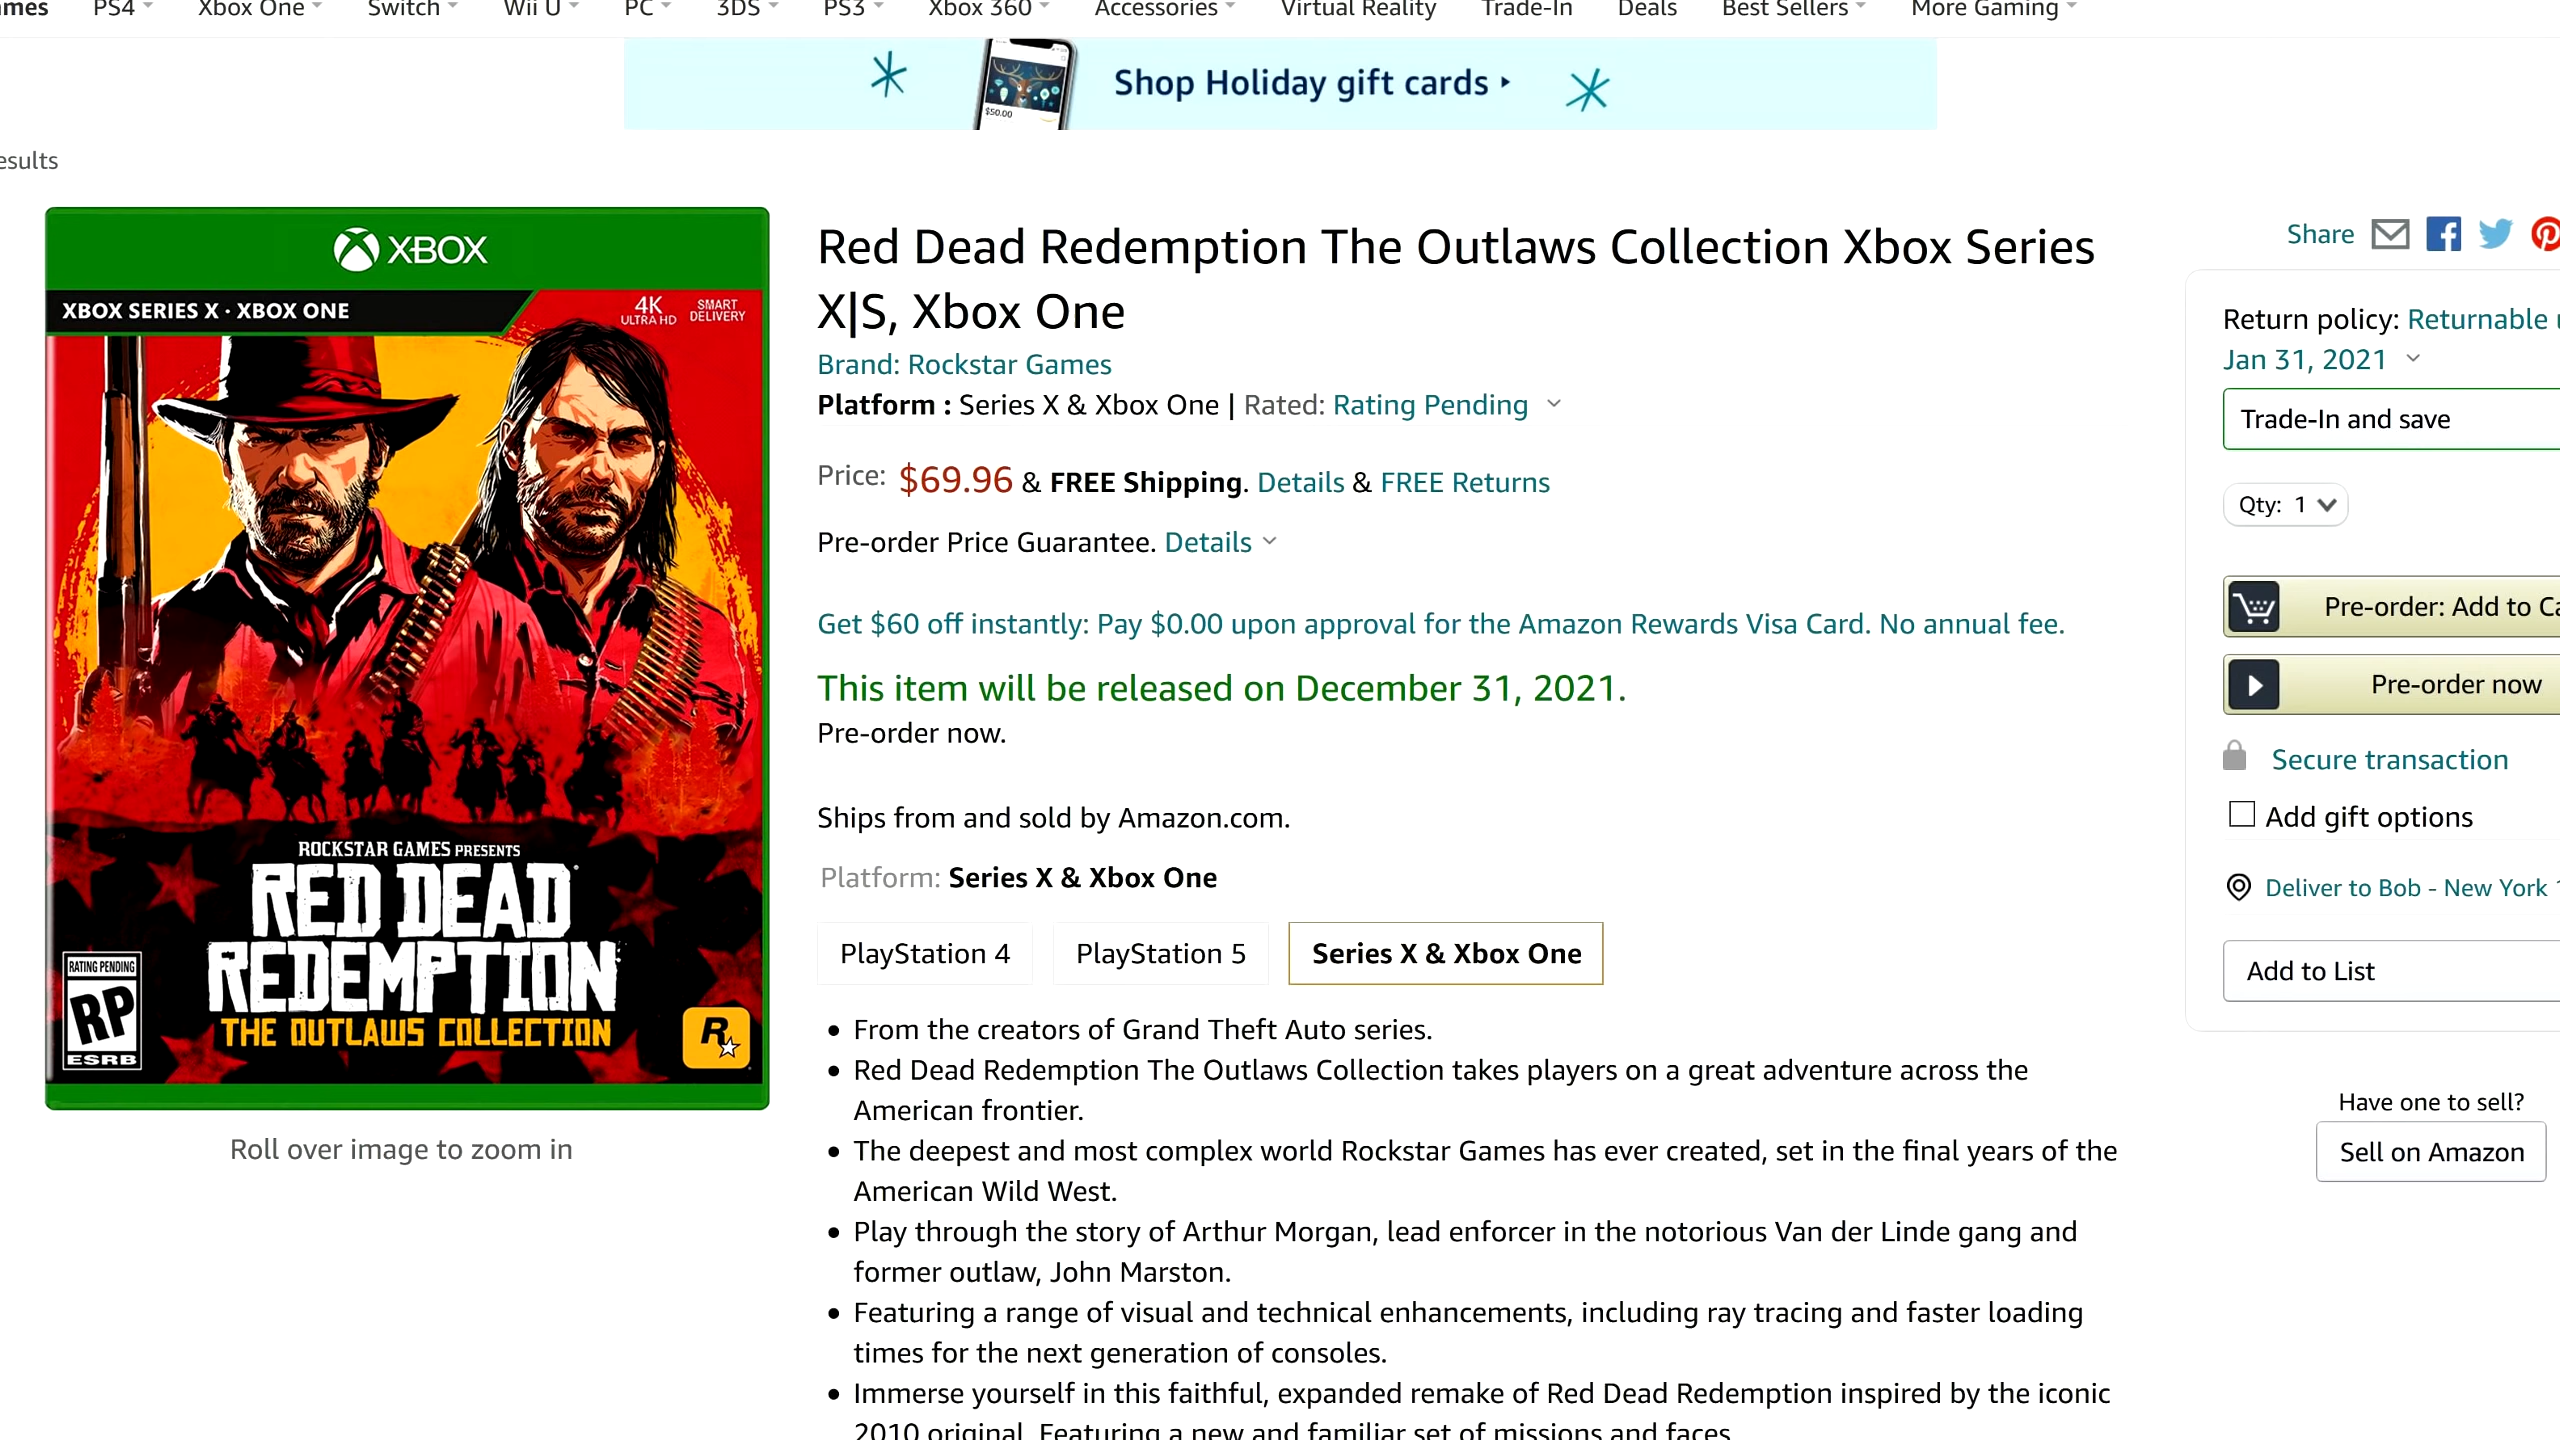 mes PS4 Xbox One Switch Wii U PC 3DS PS3 Xbox 360 Accessories Virtual Reality Trade-In Deals Best Sellers More Gaming
$50.00
Shop Holiday gift cards
esults
XBOX
XBOX SERIES X · XBOX ONE
4K
ULTRA HD
SMART
DELIVERY
ROCKSTAR GAMES PRESENTS
RED DEAD
REDEMPTION
THE OUTLAWS COLLECTION
RATING PENDING
RP
ESRB
R
Roll over image to zoom in
Red Dead Redemption The Outlaws Collection Xbox Series
X|S, Xbox One
Brand: Rockstar Games
Platform : Series X & Xbox One | Rated: Rating Pending
Price: $69.96 & FREE Shipping. Details & FREE Returns
Pre-order Price Guarantee. Details
Get $60 off instantly: Pay $0.00 upon approval for the Amazon Rewards Visa Card. No annual fee.
This item will be released on December 31, 2021.
Pre-order now.
Ships from and sold by Amazon.com.
Platform: Series X & Xbox One
PlayStation 4 PlayStation 5 Series X & Xbox One
• From the creators of Grand Theft Auto series.
• Red Dead Redemption The Outlaws Collection takes players on a great adventure across the
American frontier.
• The deepest and most complex world Rockstar Games has ever created, set in the final years of the
American Wild West.
• Play through the story of Arthur Morgan, lead enforcer in the notorious Van der Linde gang and
former outlaw, John Marston.
• Featuring a range of visual and technical enhancements, including ray tracing and faster loading
times for the next generation of consoles.
• Immerse yourself in this faithful, expanded remake of Red Dead Redemption inspired by the iconic
2010 original. Featuring a new and familiar set of missions and faces
Share
Return policy: Returnable
Jan 31, 2021
Trade-In and save
Qty: 1
Pre-order: Add to Ca
Pre-order now
Secure transaction
Add gift options
Deliver to Bob - New York 1
Add to List
Have one to sell?
Sell on Amazon